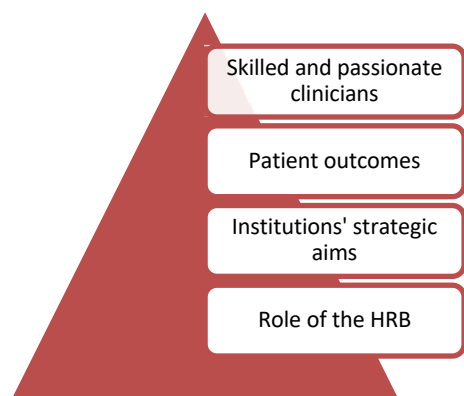 Skilled and passionate
clinicians
Patient outcomes
Institutions' strategic
aims
Role of the HRB